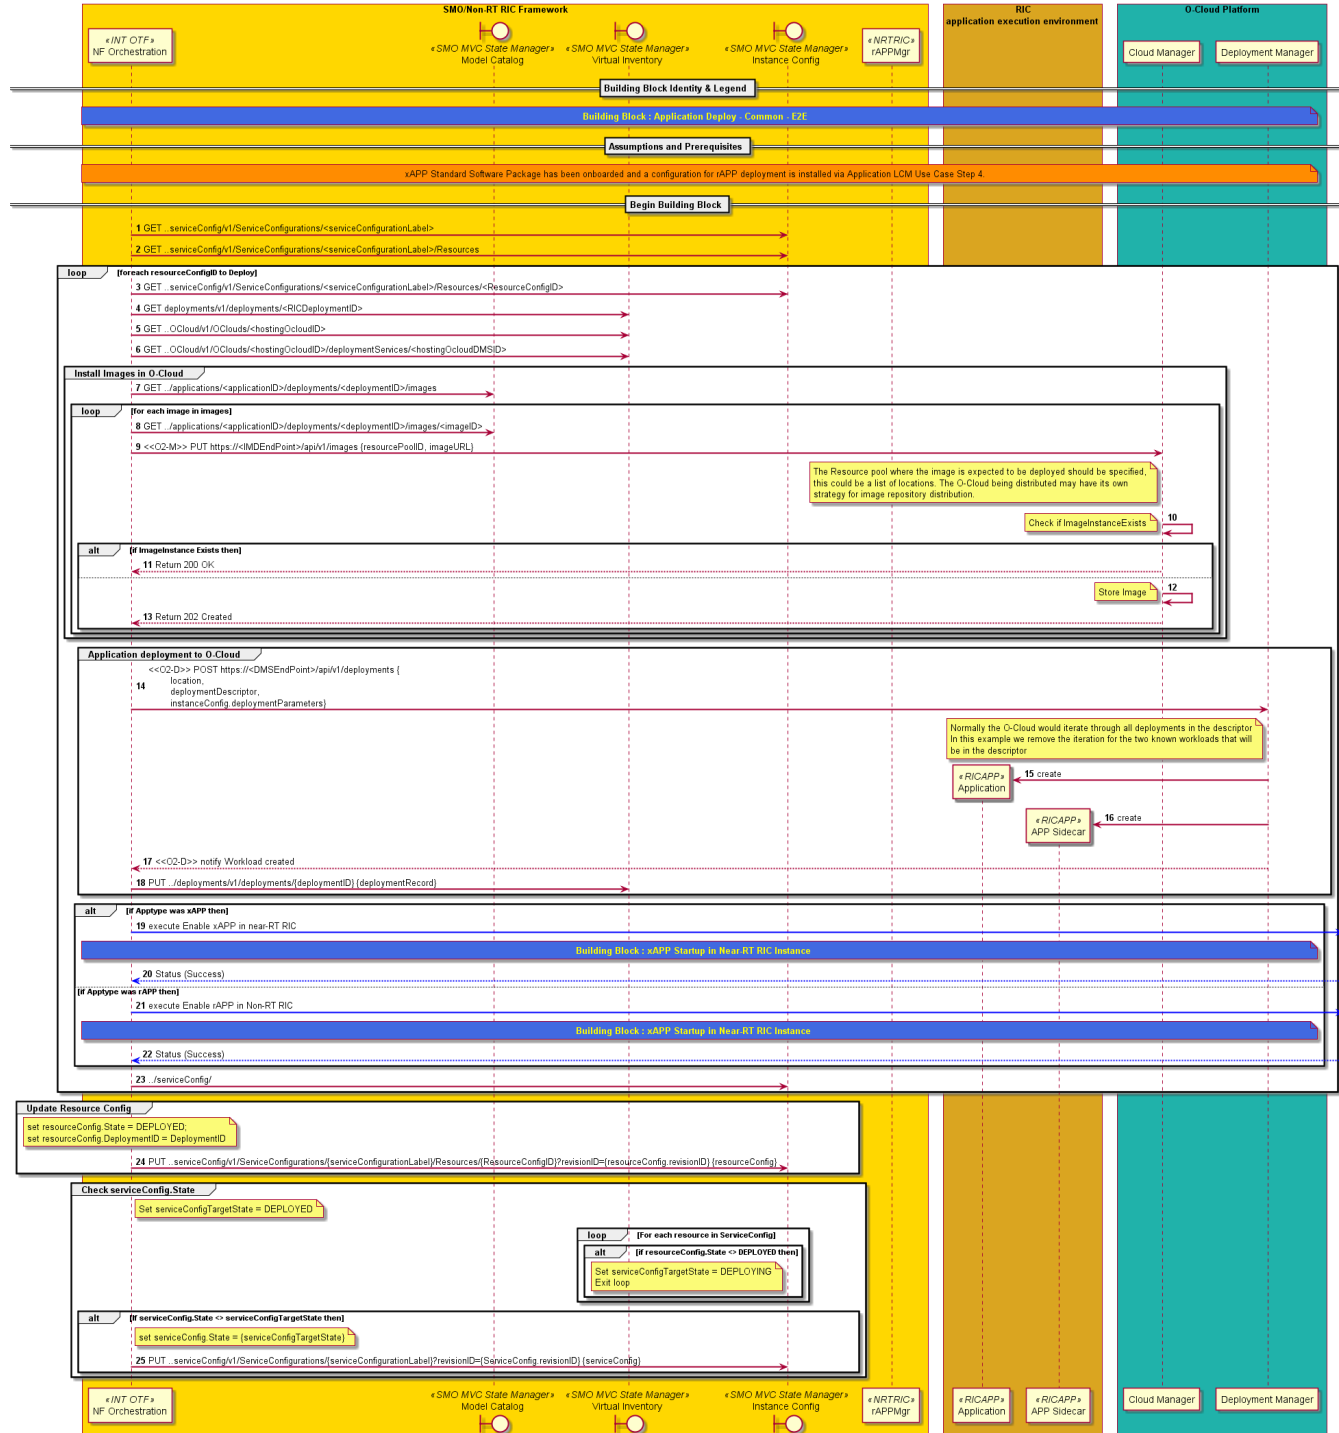 SMO/Non-RT RIC Framework
RIC
application execution environment
O-Cloud Platform
«INT OTF»
NF Orchestration
«SMO MVC State Manager»
Model Catalog
«SMO MVC State Manager»
Virtual Inventory
«SMO MVC State Manager»
Instance Config
«NRTRIC»
rAPPMgr
Cloud Manager
Deployment Manager
Building Block Identity & Legend
Building Block : Application Deploy - Common - E2E
Assumptions and Prerequisites
xAPP Standard Software Package has been onboarded and a configuration for rAPP deployment is installed via Application LCM Use Case Step 4.
Begin Building Block
1 GET ..serviceConfig/v1/ServiceConfigurations/<serviceConfigurationLabel>
2 GET ..serviceConfig/v1/ServiceConfigurations/<serviceConfigurationLabel>/Resources
loop [foreach resourceConfigID to Deploy]
3 GET ..serviceConfig/v1/ServiceConfigurations/<serviceConfigurationLabel>/Resources/<ResourceConfigID>
4 GET deployments/v1/deployments/<RICDeploymentID>
5 GET ..OCloud/v1/OClouds/<hostingOcloudID>
6 GET ..OCloud/v1/OClouds/<hostingOcloudID>/deploymentServices/<hostingOcloudDMSID>
Install Images in O-Cloud
7 GET ../applications/<applicationID>/deployments/<deploymentID>/images
loop [for each image in images]
8 GET ../applications/<applicationID>/deployments/<deploymentID>/images/<imageID>
9 <<O2-M>> PUT https://<IMDEndPoint>/api/v1/images {resourcePoolID, imageURL}
The Resource pool where the image is expected to be deployed should be specified,
this could be a list of locations. The O-Cloud being distributed may have its own
strategy for image repository distribution.
Check if ImageInstanceExists
10
alt [if ImageInstance Exists then]
11 Return 200 OK
Store Image
12
13 Return 202 Created
Application deployment to O-Cloud
<<O2-D>> POST https://<DMSEndPoint>/api/v1/deployments {
location,
14
deploymentDescriptor,
instanceConfig.deploymentParameters}
Normally the O-Cloud would iterate through all deployments in the descriptor
In this example we remove the iteration for the two known workloads that will
be in the descriptor
«RICAPP»
Application
15 create
«RICAPP»
APP Sidecar
16 create
17 <<O2-D>> notify Workload created
18 PUT ../deployments/v1/deployments/{deploymentID} {deploymentRecord}
alt [if Apptype was xAPP then]
19 execute Enable xAPP in near-RT RIC
Building Block : xAPP Startup in Near-RT RIC Instance
20 Status (Success)
[if Apptype was rAPP then]
21 execute Enable rAPP in Non-RT RIC
Building Block : xAPP Startup in Near-RT RIC Instance
22 Status (Success)
23 ../serviceConfig/
Update Resource Config
set resourceConfig.State = DEPLOYED;
set resourceConfig.DeploymentID = DeploymentID
24 PUT ..serviceConfig/v1/ServiceConfigurations/{serviceConfigurationLabel}/Resources/{ResourceConfigID}?revisionID={resourceConfig.revisionID} {resourceConfig}
Check serviceConfig.State
Set serviceConfigTargetState = DEPLOYED
loop [For each resource in ServiceConfig]
alt [if resourceConfig.State <> DEPLOYED then]
Set serviceConfigTargetState = DEPLOYING
Exit loop
alt [If serviceConfig.State <> serviceConfigTargetState then]
set serviceConfig.State = {serviceConfigTargetState}
25 PUT ..serviceConfig/v1/ServiceConfigurations/{serviceConfigurationLabel}?revisionID={ServiceConfig.revisionID} {serviceConfig}
«INT OTF»
NF Orchestration
«SMO MVC State Manager»
Model Catalog
«SMO MVC State Manager»
Virtual Inventory
«SMO MVC State Manager»
Instance Config
«NRTRIC»
rAPPMgr
«RICAPP»
Application
«RICAPP»
APP Sidecar
Cloud Manager
Deployment Manager